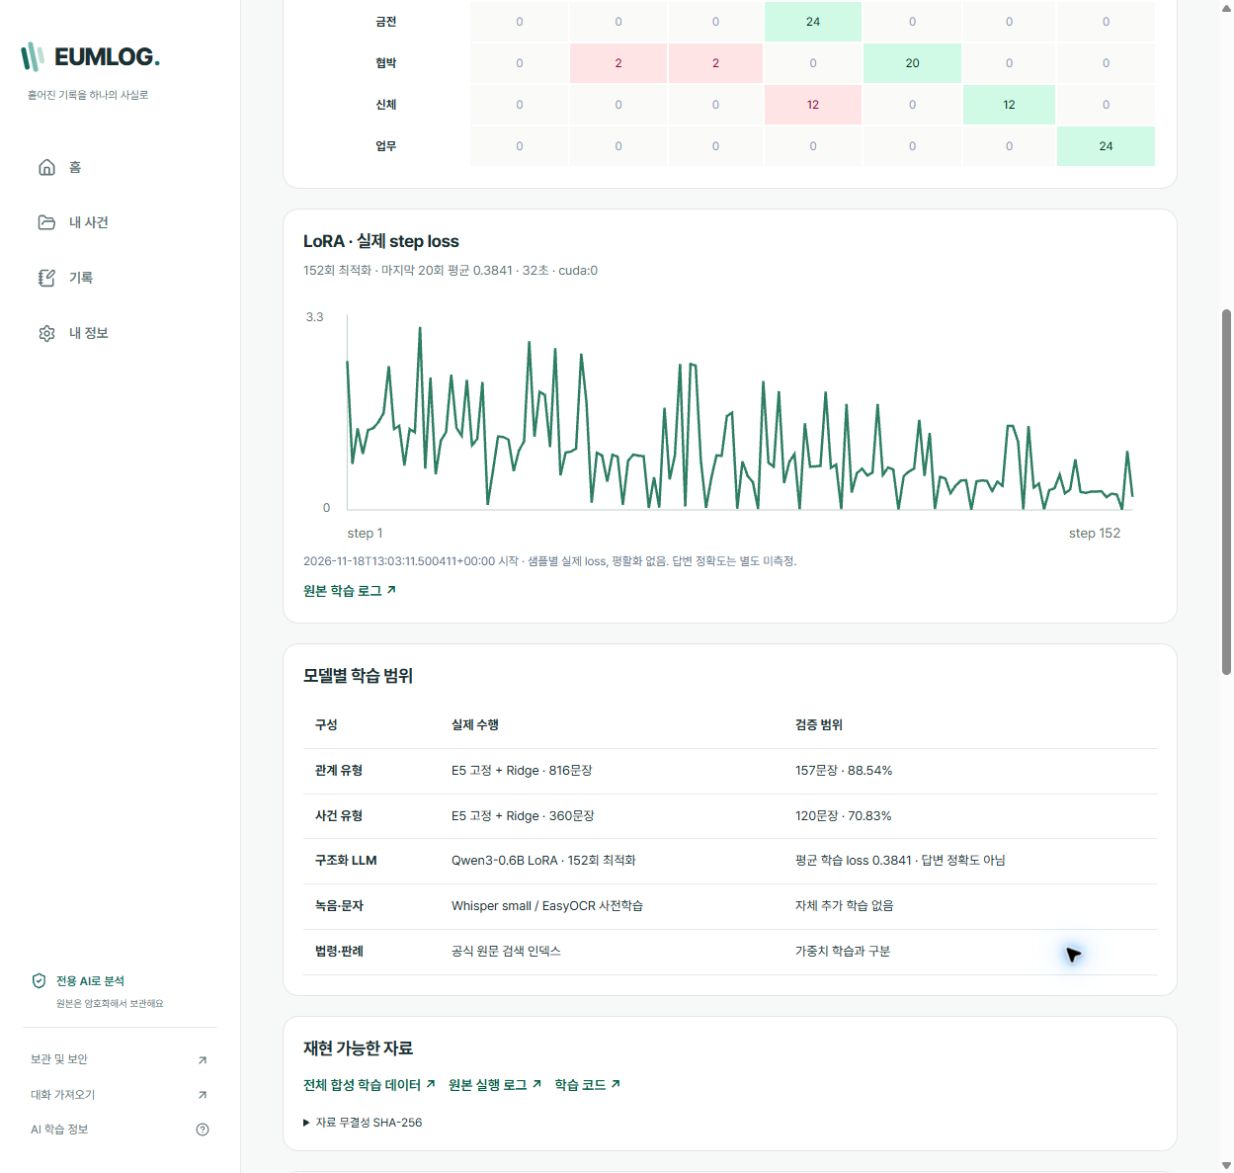 EUMLOG.
흩어진 기록을 하나의 사실로
홈
내 사건
기록
내 정보
전용 AI로 분석
원본은 암호화해서 보관해요
보관 및 보안
대화 가져오기
AI 학습 정보
금전 0 0 0 24 0 0 0
협박 0 2 2 0 20 0 0
신체 0 0 0 12 0 12 0
업무 0 0 0 0 0 0 24
LoRA · 실제 step loss
152회 최적화 · 마지막 20회 평균 0.3841 · 32초 · cuda:0
3.3
0
step 1 step 152
2026-11-18T13:03:11.500411+00:00 시작 · 샘플별 실제 loss, 평활화 없음. 답변 정확도는 별도 미측정.
원본 학습 로그
모델별 학습 범위
구성 실제 수행 검증 범위
관계 유형 E5 고정 + Ridge · 816문장 157문장 · 88.54%
사건 유형 E5 고정 + Ridge · 360문장 120문장 · 70.83%
구조화 LLM Qwen3-0.6B LoRA · 152회 최적화 평균 학습 loss 0.3841 · 답변 정확도 아님
녹음·문자 Whisper small / EasyOCR 사전학습 자체 추가 학습 없음
법령·판례 공식 원문 검색 인덱스 가중치 학습과 구분
재현 가능한 자료
전체 합성 학습 데이터 원본 실행 로그 학습 코드
자료 무결성 SHA-256